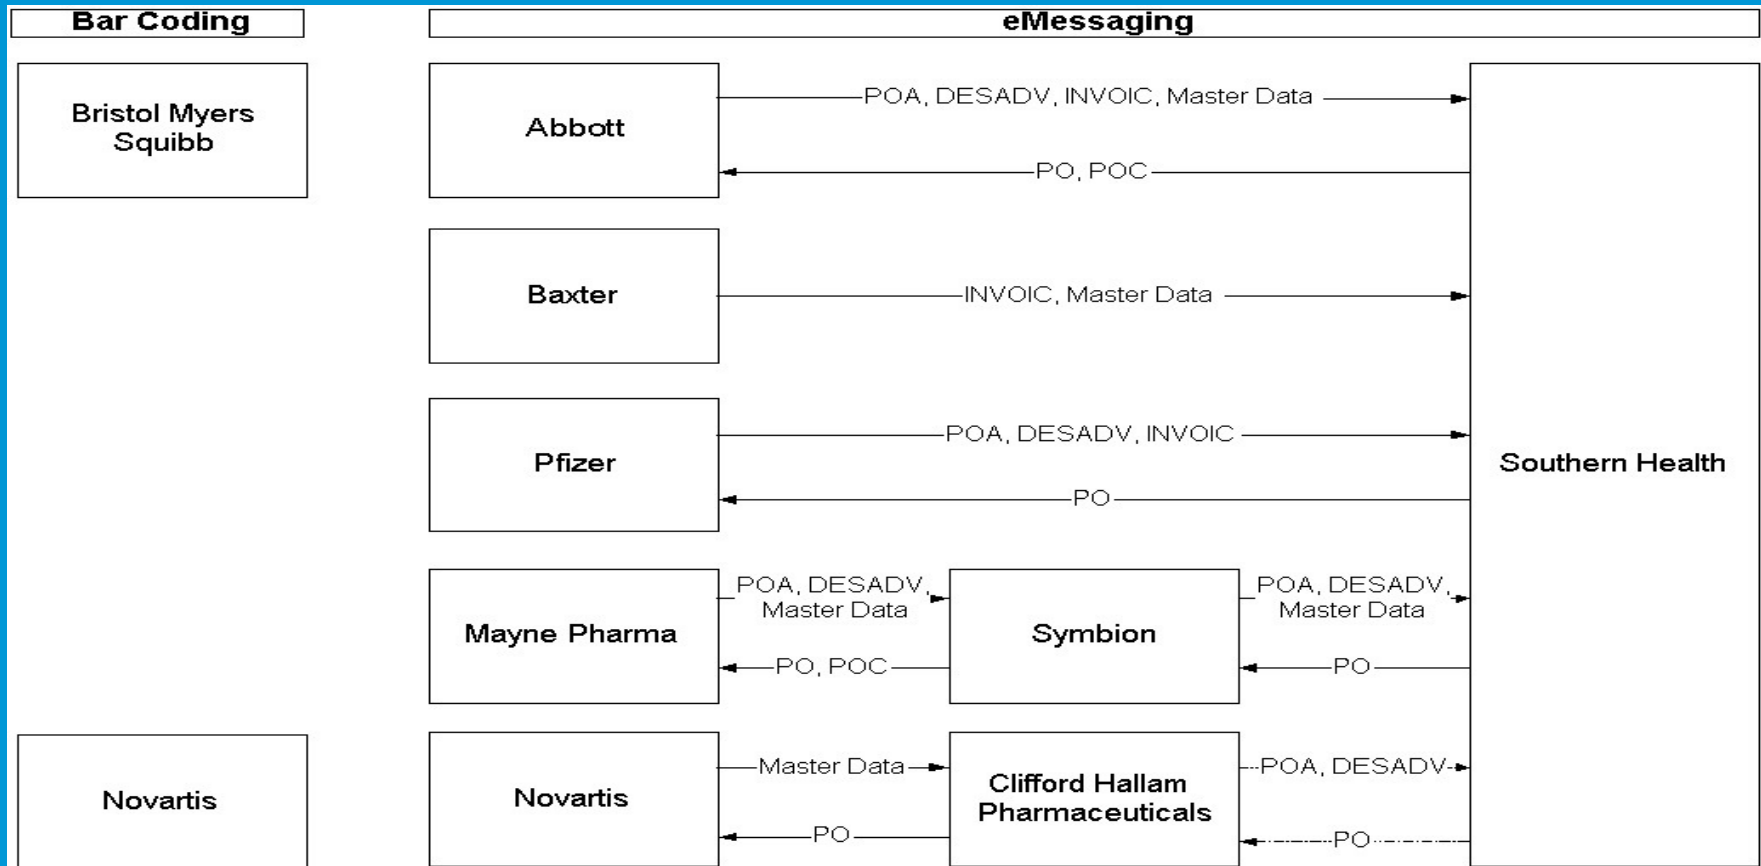 Bar Coding
eMessaging
Bristol Myers
Squibb
Abbott
POA, DESADV, INVOIC, Master Data
PO, POC
Baxter
INVOIC, Master Data
Pfizer
POA, DESADV, INVOIC
PO
Southern Health
Mayne Pharma
POA, DESADV,
Master Data
PO, POC
Symbion
POA, DESADV,
Master Data
PO
Novartis
Novartis
Master Data
PO
Clifford Hallam
Pharmaceuticals
POA, DESADV
PO